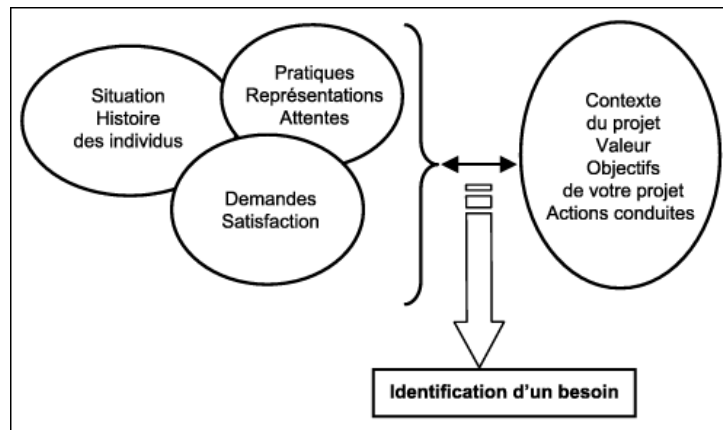 Situation
Histoire
des individus
Pratiques
Représentations
Attentes
Demandes
Satisfaction
Contexte
du projet
Valeur
Objectifs
de votre projet
Actions conduites
Identification d'un besoin